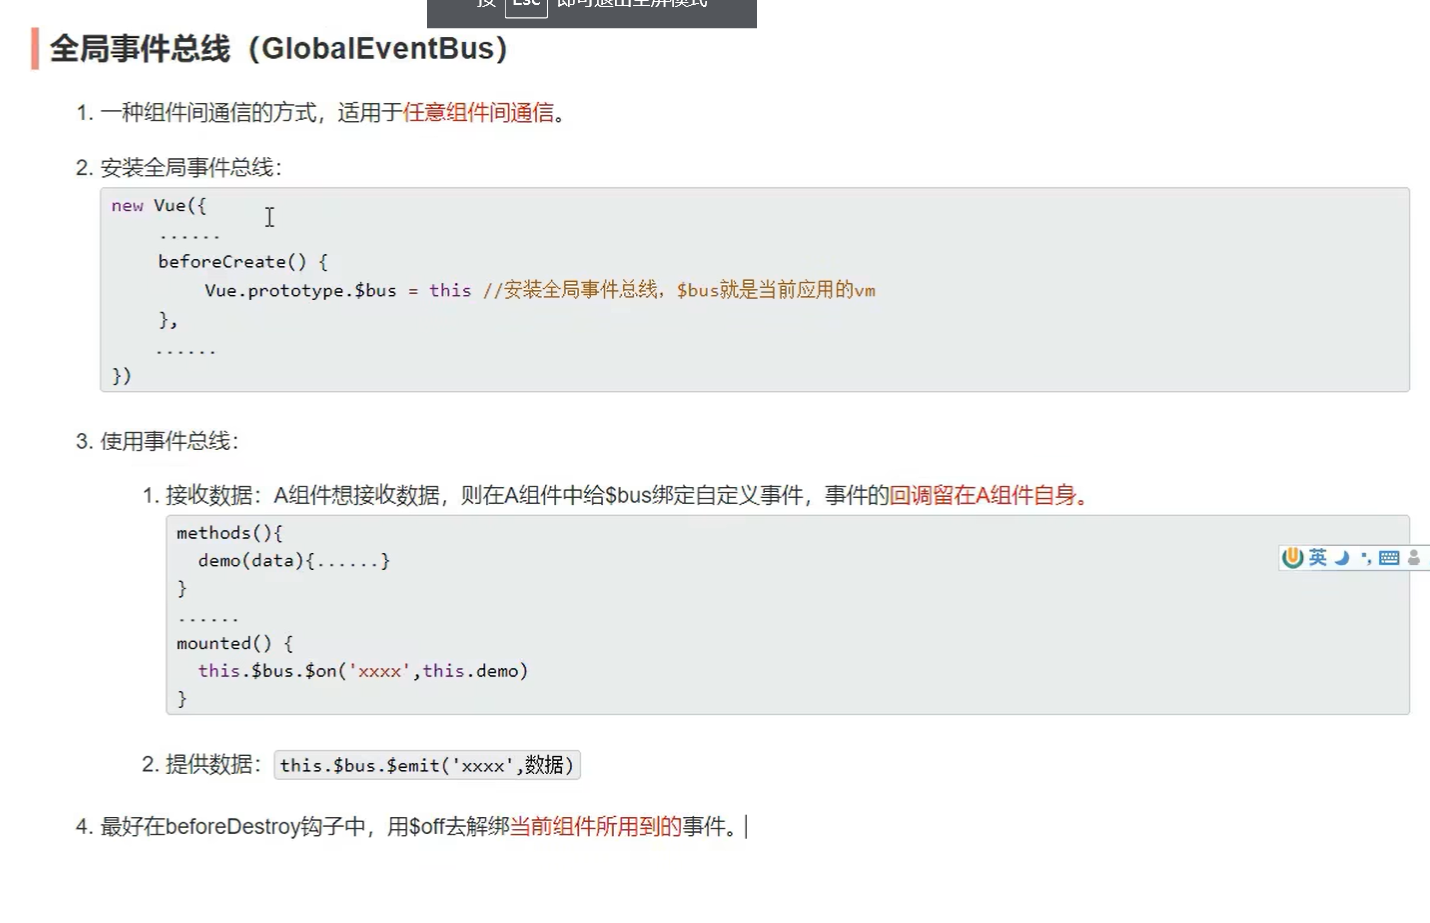 按 Esc 即可退出全屏模式
全局事件总线（GlobalEventBus）
1. 一种组件间通信的方式，适用于任意组件间通信。
2. 安装全局事件总线：
new Vue({
......
beforeCreate() {
Vue.prototype.$bus = this //安装全局事件总线，$bus就是当前应用的vm
},
......
})
3. 使用事件总线：
1. 接收数据：A组件想接收数据，则在A组件中给$bus绑定自定义事件，事件的回调留在A组件自身。
methods(){
demo(data){......}
}
......
mounted() {
this.$bus.$on('xxxx',this.demo)
}
英
2. 提供数据：this.$bus.$emit('xxxx',数据)
4. 最好在beforeDestroy钩子中，用$off去解绑当前组件所用到的事件。